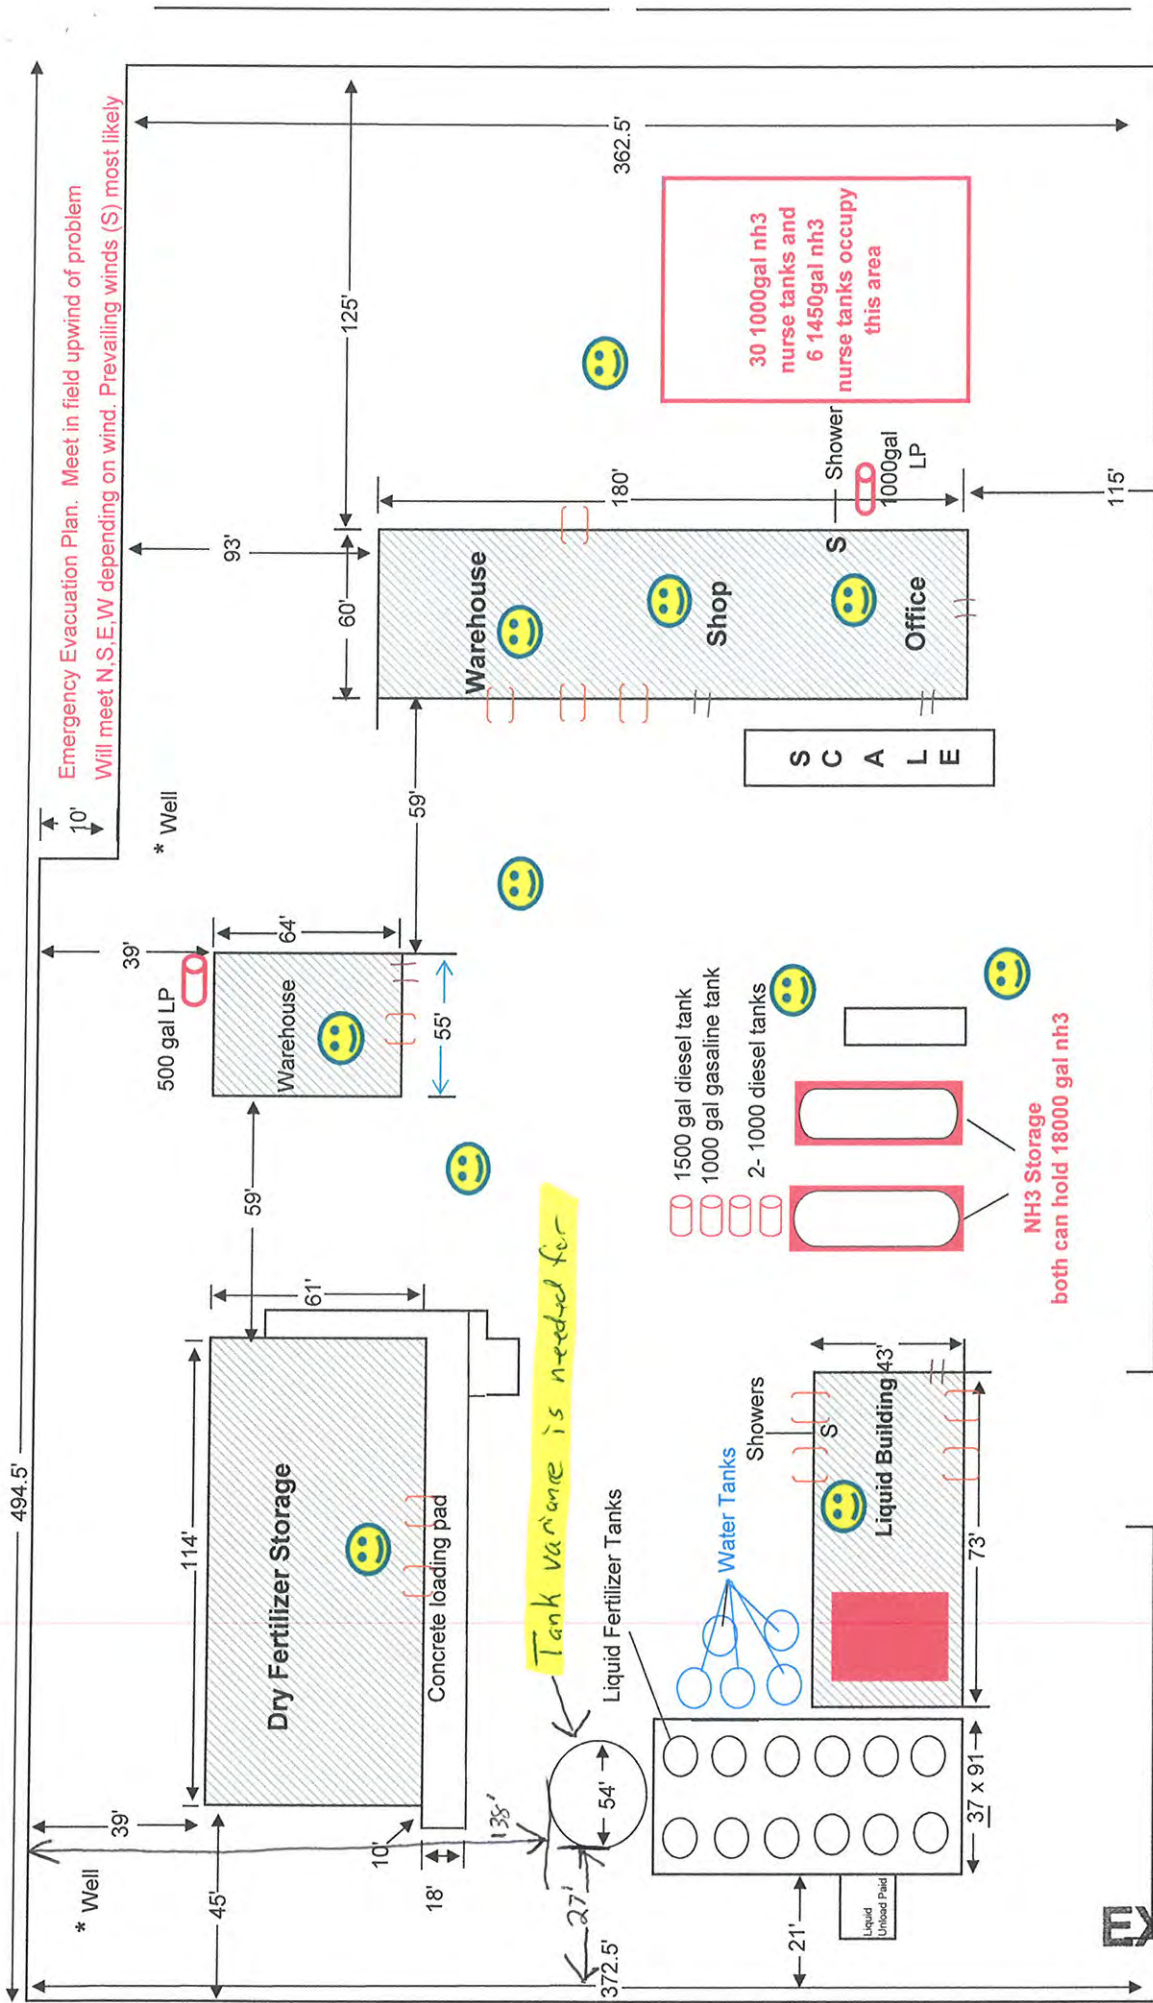 494.5'
Emergency Evacuation Plan. Meet in field upwind of problem
Will meet N,S,E,W depending on wind. Prevailing winds (S) most likely
10'
* Well
* Well
39'
39'
45'
500 gal LP
93'
125'
362.5'
114'
61'
59'
64'
60'
Dry Fertilizer Storage
Warehouse
55'
59'
Warehouse
Shop
Office
S
Shower
180'
1000gal
LP
115'
30 1000gal nh3
nurse tanks and
6 1450gal nh3
nurse tanks occupy
this area
S
C
A
L
E
10'
18'
Concrete loading pad
138'
27'
54'
372.5'
Tank variance is needed for
Liquid Fertilizer Tanks
Water Tanks
Showers
S
Liquid Building 43'
73'
37 x 91
21'
Liquid
Unload Paid
1500 gal diesel tank
1000 gal gasaline tank
2- 1000 diesel tanks
NH3 Storage
both can hold 18000 gal nh3
EX